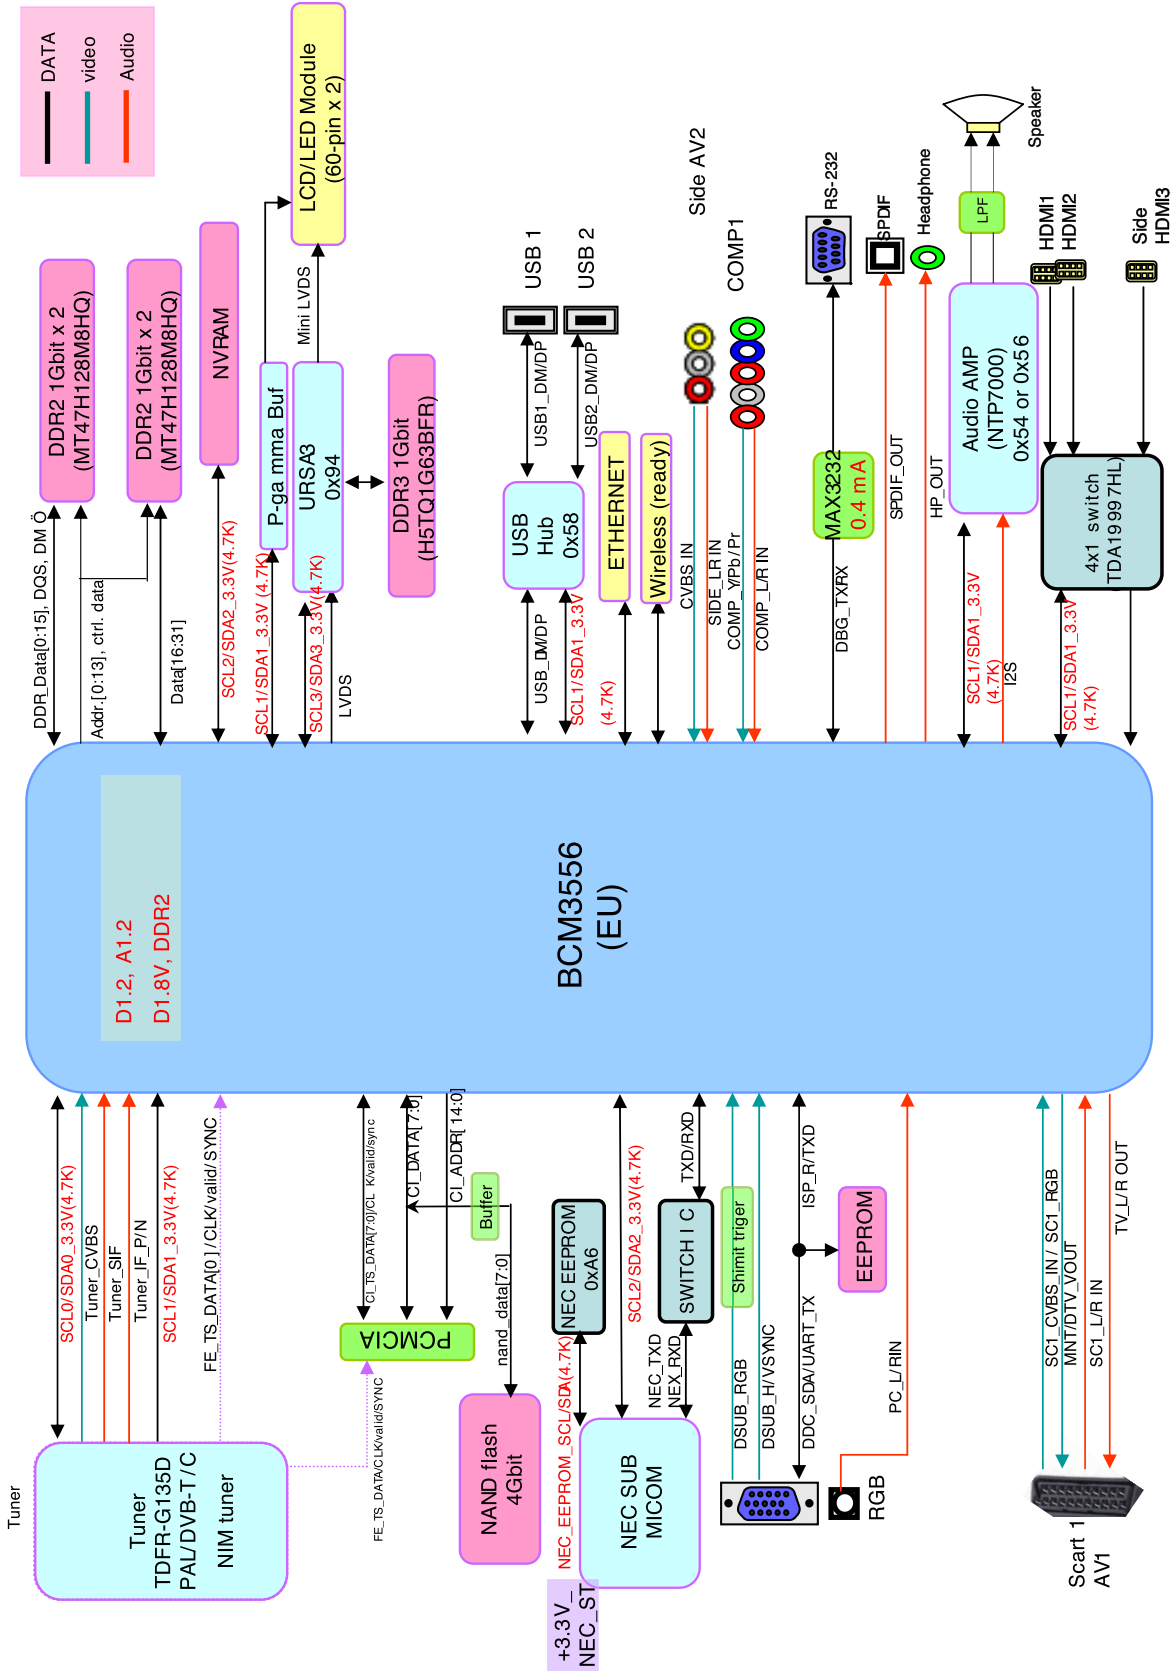 DATA
video
Audio
LCD/LED Module
(60-pin x 2)
DDR2 1Gbit x 2
(MT47H128M8HQ)
DDR2 1Gbit x 2
(MT47H128M8HQ)
NVRAM
P-ga mma Buf
URSA3
0x94
Mini LVDS
DDR3 1Gbit
(H5TQ1G63BFR)
DDR_Data[0:15], DQS, DM Ö
Addr.[0:13], ctrl. data
Data[16:31]
SCL2/SDA2_3.3V(4.7K)
SCL1/SDA1_3.3V (4.7K)
SCL3/SDA3_3.3V(4.7K)
LVDS
USB 1
USB 2
USB1_DM/DP
USB2_DM/DP
USB
Hub
0x58
USB_DM/DP
SCL1/SDA1_3.3V
(4.7K)
ETHERNET
Wireless (ready)
Side AV2
COMP1
CVBS IN
SIDE_LR IN
COMP_Y/Pb/Pr
COMP_L/R IN
RS-232
MAX3232
0.4 mA
DBG_TXRX
SPDIF
SPDIF_OUT
Headphone
HP_OUT
Speaker
LPF
Audio AMP
(NTP7000)
0x54 or 0x56
SCL1/SDA1_3.3V
(4.7K)
I2S
HDMI1
HDMI2
Side
HDMI3
4x1 switch
TDA19997HL)
SCL1/SDA1_3.3V
(4.7K)
D1.2, A1.2
D1.8V, DDR2
BCM3556
(EU)
SCL0/SDA0_3.3V(4.7K)
Tuner_CVBS
Tuner_SIF
Tuner_IF_P/N
SCL1/SDA1_3.3V(4.7K)
FE_TS_DATA[0]/CLK/valid/SYNC
Tuner
Tuner
TDFR-G135D
PAL/DVB-T/C
NIM tuner
CI_TS_DATA[7:0]/CL K/valid/sync
CI_DATA[7:0]
CI_ADDR[14:0]
Buffer
PCMCIA
nand_data[7:0]
FE_TS_DATA/CLK/valid/SYNC
NAND flash
4Gbit
NEC EEPROM
0xA6
NEC_EEPROM_SCL/SDA(4.7K)
SCL2/SDA2_3.3V(4.7K)
TXD/RXD
SWITCH I C
NEC_TXD
NEX_RXD
NEC SUB
MICOM
+3.3V_
NEC_ST
Shimit triger
DSUB_RGB
DSUB_H/VSYNC
ISP_R/TXD
EEPROM
DDC_SDA/UART_TX
PC_L/RIN
RGB
SC1_CVBS_IN/ SC1_RGB
MNT/DTV_VOUT
SC1_L/R IN
TV_L/R OUT
Scart 1
AV1